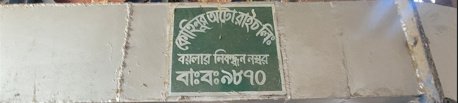 কোহিনুর অটো রাইচ মিলঃ
বয়লার নিবন্ধন নম্বর
বাঃবঃ৯৮৭০